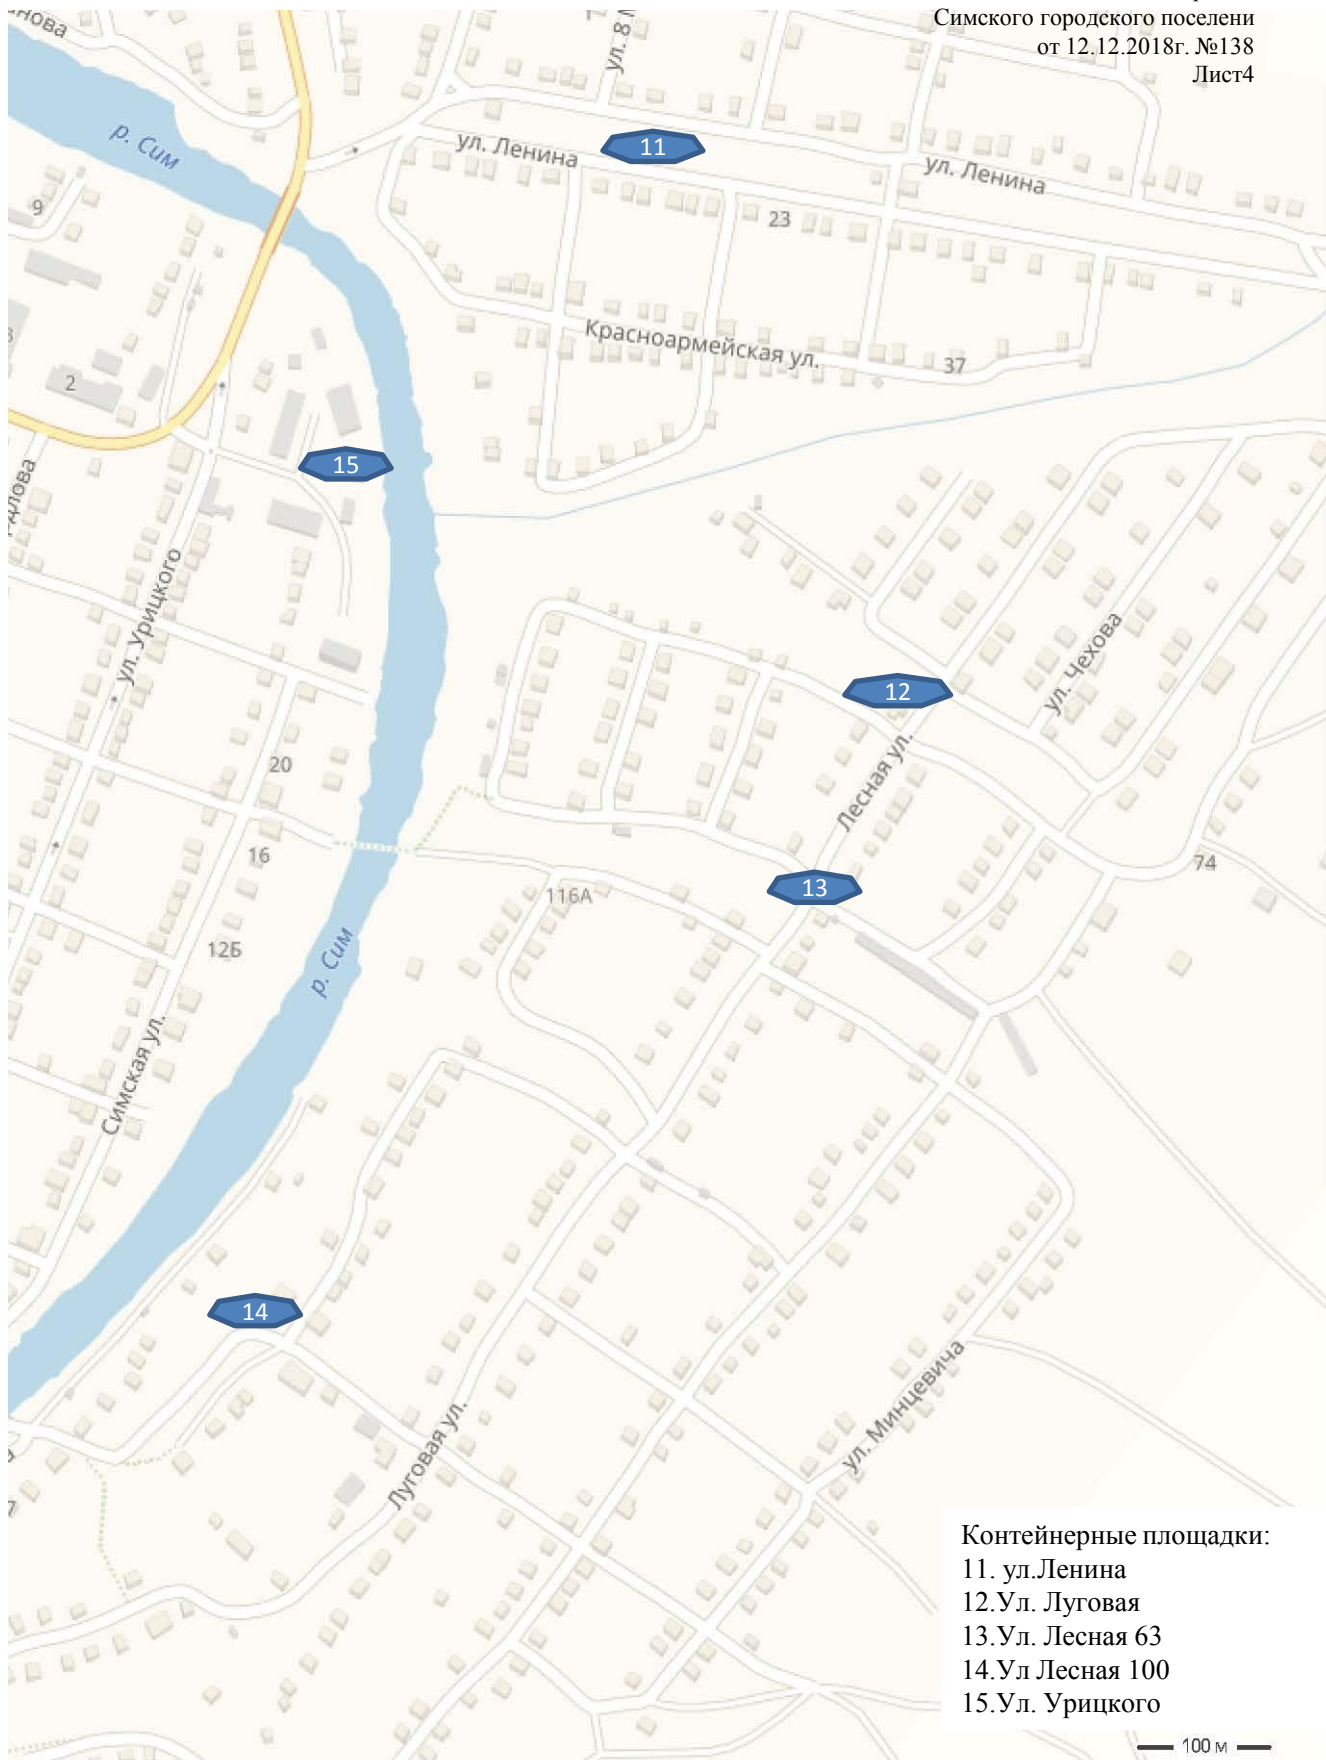 Симского городского поселени
от 12.12.2018г. №138
Лист4
ул. 8
р. Сим
11
ул. Ленина
ул. Ленина
9
23
Красноармейская ул.
37
2
15
ул. Урицкого
ул. Чехова
12
20
Лесная ул.
16
74
13
116А
12Б
р. Сим
Симская ул.
14
ул. Минцевича
Луговая ул.
Контейнерные площадки:
11. ул.Ленина
12.Ул. Луговая
13.Ул. Лесная 63
14.Ул Лесная 100
15.Ул. Урицкого
100 м